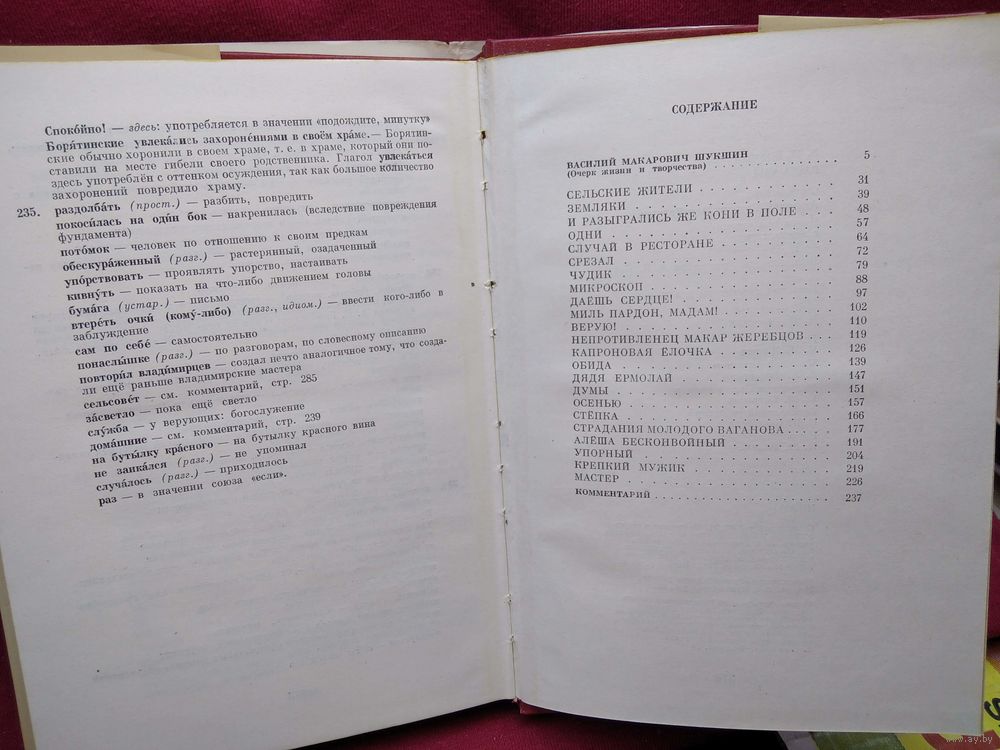 Споко́йно! — здесь: употребляется в значении «подождите, минутку»
Боря́тинские увлека́лись захороне́ниями в своём хра́ме. — Борятин-
ские обычно хоронили в своем храме, т. е. в храме, который они по-
ставили на месте гибели своего родственника. Глагол увлека́ться
здесь употреблён с оттенком осуждения, так как большое количество
захоронений повредило храму.
235. раздолба́ть (прост.) — разбить, повредить
покоси́лась на оди́н бок — накренилась (вследствие повреждения
фундамента)
пото́мок — человек по отношению к своим предкам
обескура́женный (разг.) — растерянный, озадаченный
упо́рствовать — проявлять упорство, настаивать
кивну́ть — показать на что-либо движением головы
бума́га (устар.) — письмо
втере́ть очки́ (кому́-либо) (разг., идиом.) — ввести кого-либо в
заблуждение
сам по себе́ — самостоятельно
понаслы́шке (разг.) — по разговорам, по словесному описанию
повтори́л влади́мирцев — создал нечто аналогичное тому, что созда-
ли ещё раньше владимирские мастера
сельсове́т — см. комментарий, стр. 285
за́светло — пока ещё светло
слу́жба — у верующих: богослужение
дома́шние — см. комментарий, стр. 239
на буты́лку кра́сного — на бутылку красного вина
не заика́лся (разг.) — не упоминал
случа́лось (разг.) — приходилось
раз — в значении союза «если».
СОДЕРЖАНИЕ
ВАСИЛИЙ МАКАРОВИЧ ШУКШИН
(Очерк жизни и творчества) . . . 5
СЕЛЬСКИЕ ЖИТЕЛИ . . . 31
ЗЕМЛЯКИ . . . 39
И РАЗЫГРАЛИСЬ ЖЕ КОНИ В ПОЛЕ . . . 48
ОДНИ . . . 57
СЛУЧАЙ В РЕСТОРАНЕ . . . 64
СРЕЗАЛ . . . 72
ЧУДИК . . . 79
МИКРОСКОП . . . 88
ДАЁШЬ СЕРДЦЕ! . . . 97
МИЛЬ ПАРДОН, МАДАМ! . . . 102
ВЕРУЮ! . . . 110
НЕПРОТИВЛЕНЕЦ МАКАР ЖЕРЕБЦОВ . . . 119
КАПРОНОВАЯ ЁЛОЧКА . . . 126
ОБИДА . . . 139
ДЯДЯ ЕРМОЛАЙ . . . 147
ДУМЫ . . . 151
ОСЕНЬЮ . . . 157
СТЁПКА . . . 166
СТРАДАНИЯ МОЛОДОГО ВАГАНОВА . . . 177
АЛЁША БЕСКОНВОЙНЫЙ . . . 191
УПОРНЫЙ . . . 204
КРЕПКИЙ МУЖИК . . . 219
МАСТЕР . . . 226
КОММЕНТАРИЙ . . . 237
www.ay.by